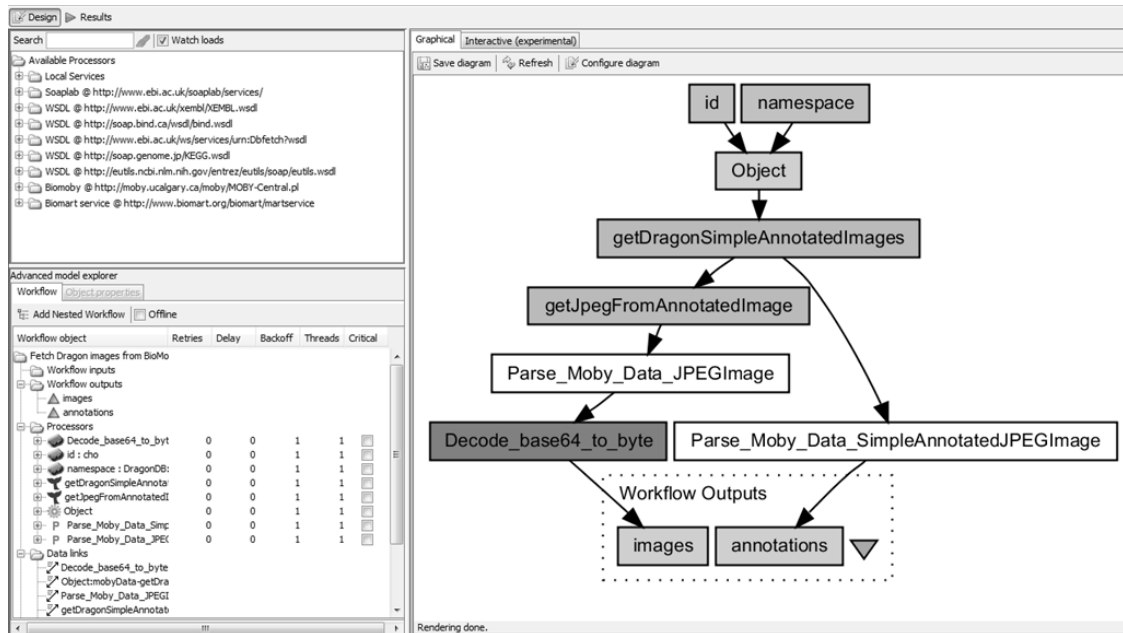 Design Results
Search Watch loads
Available Processors
Local Services
Soaplab @ http://www.ebi.ac.uk/soaplab/services/
WSDL @ http://www.ebi.ac.uk/xembl/XEMBL.wsdl
WSDL @ http://soap.bind.ca/wsdl/bind.wsdl
WSDL @ http://www.ebi.ac.uk/ws/services/urn:Dbfetch?wsdl
WSDL @ http://soap.genome.jp/KEGG.wsdl
WSDL @ http://eutils.ncbi.nlm.nih.gov/entrez/eutils/soap/eutils.wsdl
Biomoby @ http://moby.ucalgary.ca/moby/MOBY-Central.pl
Biomart service @ http://www.biomart.org/biomart/martservice
Advanced model explorer
Workflow Object properties
Add Nested Workflow Offline
Workflow object Retries Delay Backoff Threads Critical
Fetch Dragon images from BioMo
Workflow inputs
Workflow outputs
images
annotations
Processors
Decode_base64_to_byt 0 0 1 1
id : cho 0 0 1 1
namespace : DragonDB: 0 0 1 1
getDragonSimpleAnnotat 0 0 1 1
getJpegFromAnnotatedI 0 0 1 1
Object 0 0 1 1
P Parse_Moby_Data_Simp 0 0 1 1
P Parse_Moby_Data_JPEG 0 0 1 1
Data links
Decode_base64_to_byte
Object:mobyData-getDra
Parse_Moby_Data_JPEGI
getDragonSimpleAnnotat
Graphical Interactive (experimental)
Save diagram Refresh Configure diagram
id namespace
Object
getDragonSimpleAnnotatedImages
getJpegFromAnnotatedImage
Parse_Moby_Data_JPEGImage
Decode_base64_to_byte Parse_Moby_Data_SimpleAnnotatedJPEGImage
Workflow Outputs
images annotations
Rendering done.